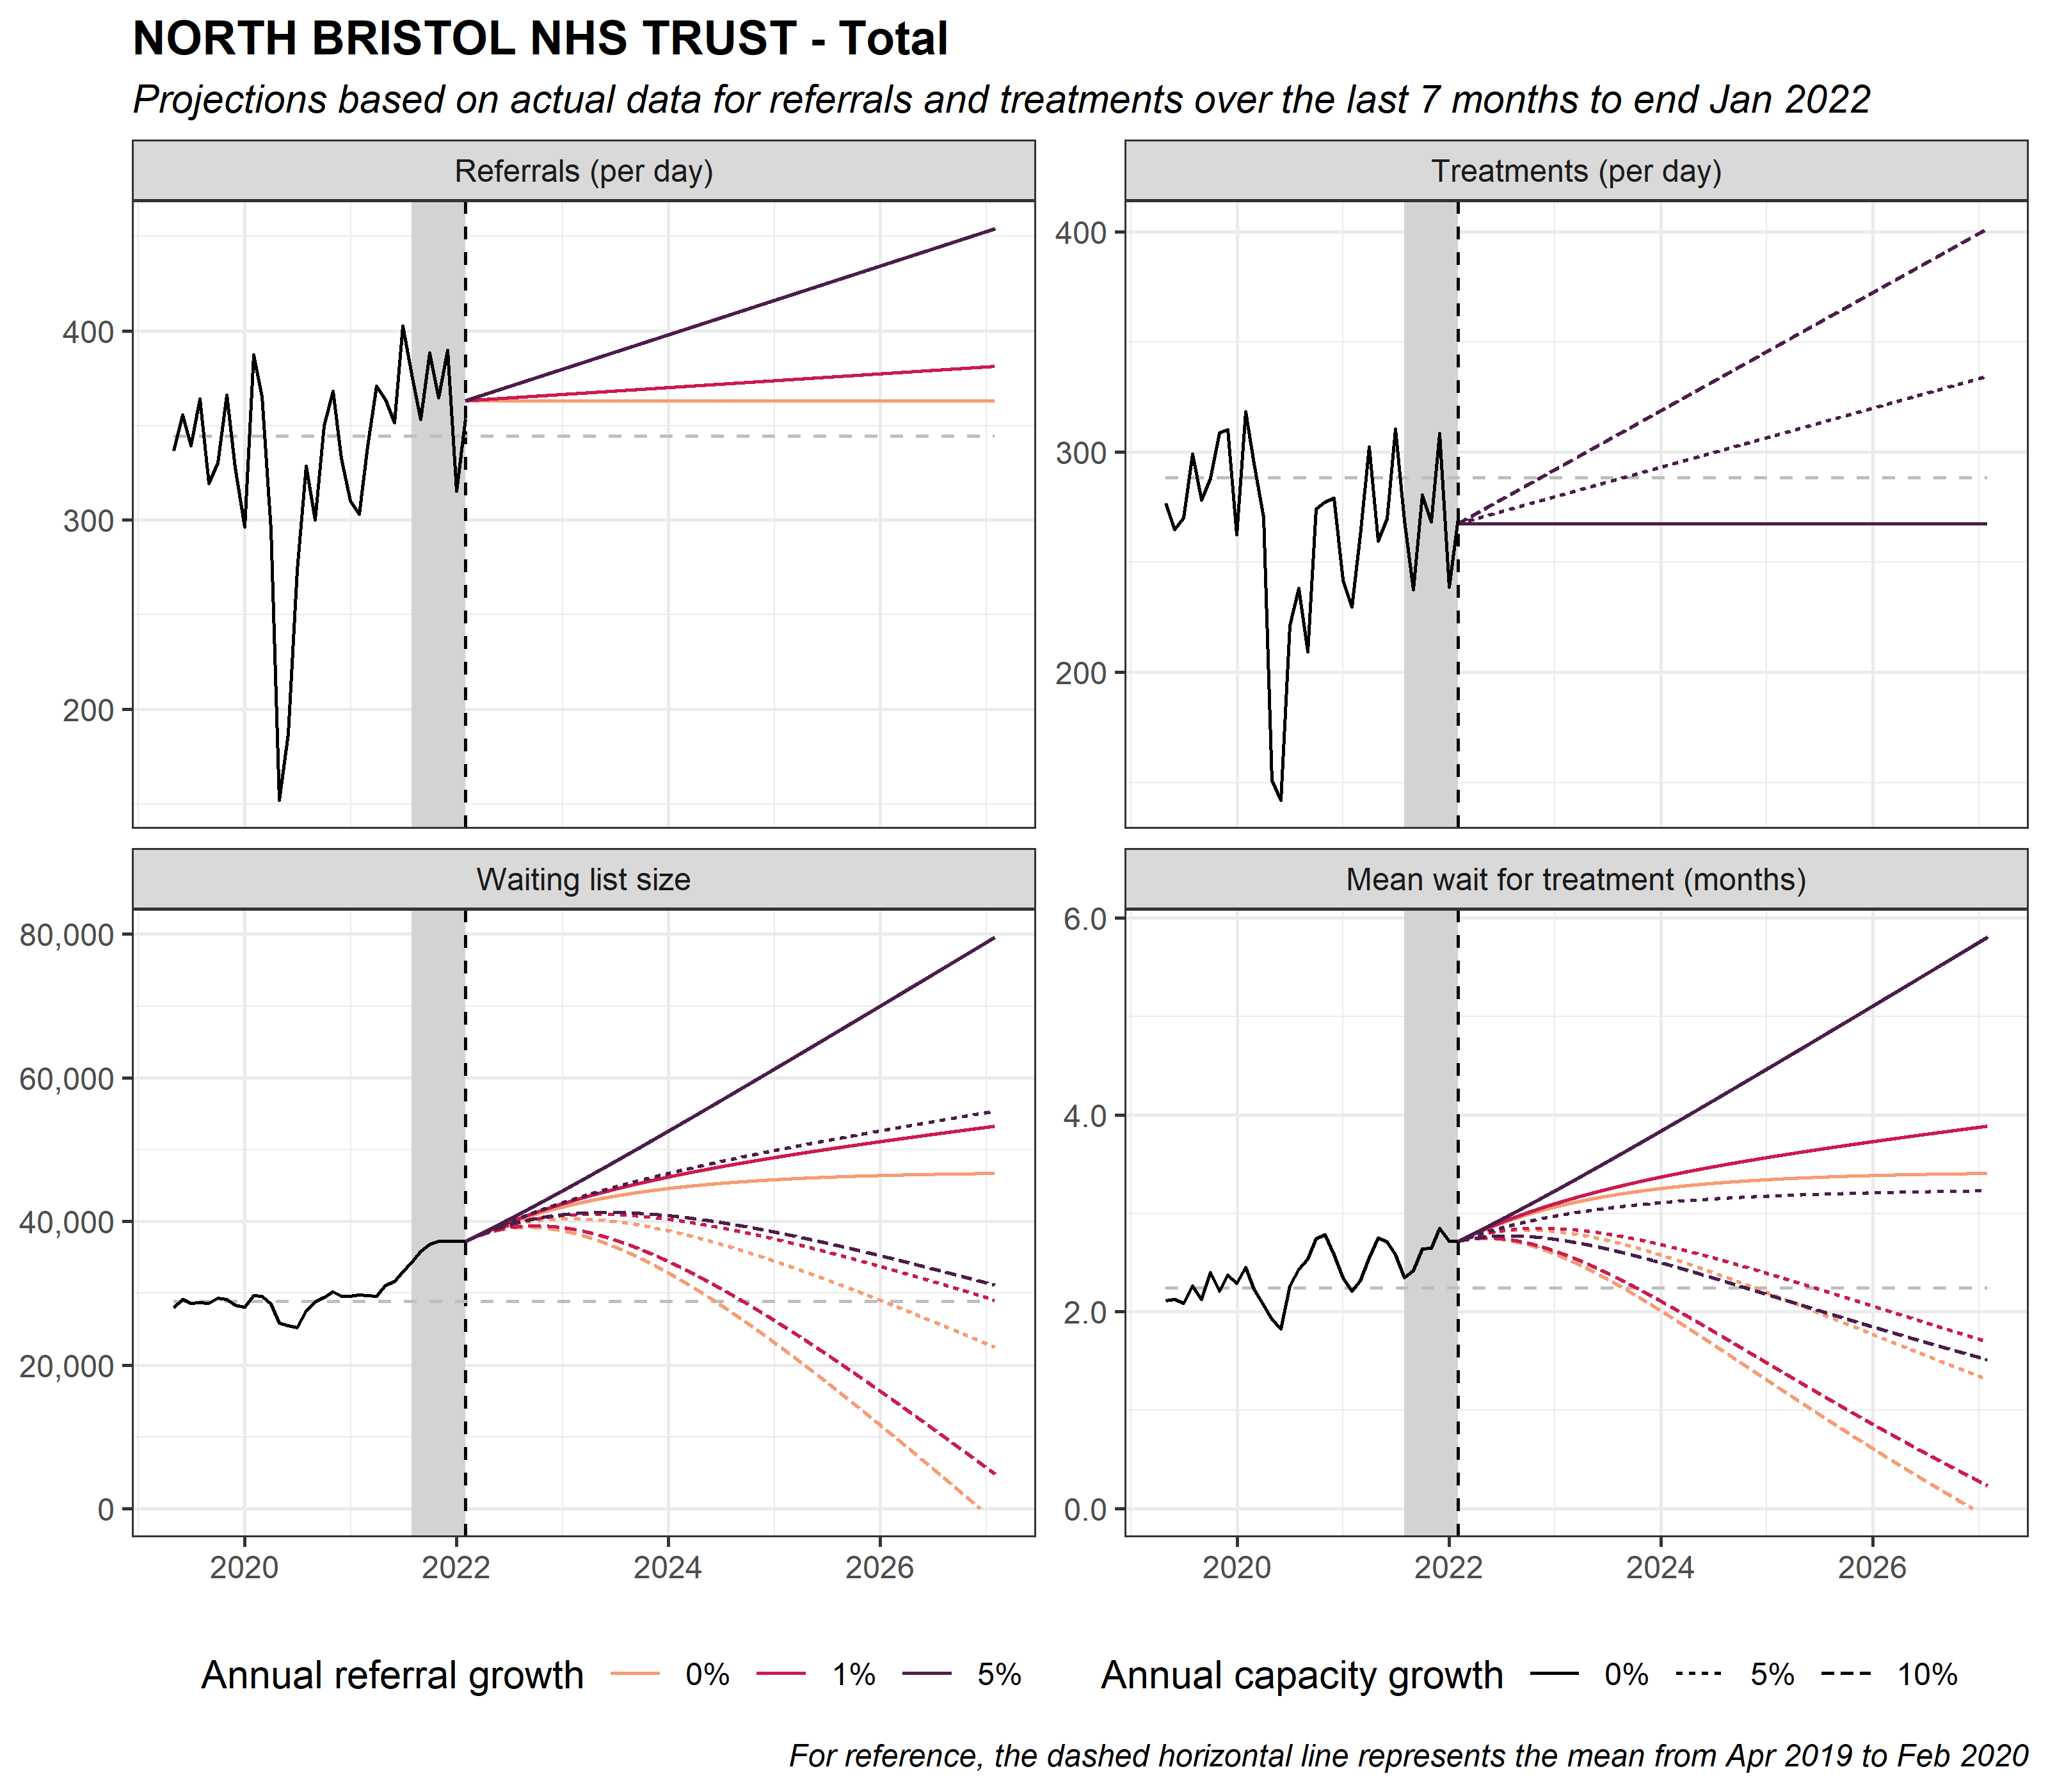 NORTH BRISTOL NHS TRUST - Total
Projections based on actual data for referrals and treatments over the last 7 months to end Jan 2022
Referrals (per day)
Treatments (per day)
400
300
200
400
300
200
Waiting list size
Mean wait for treatment (months)
80,000
60,000
40,000
20,000
0
6.0
4.0
2.0
0.0
2020 2022 2024 2026
2020 2022 2024 2026
Annual referral growth 0% 1% 5%
Annual capacity growth 0% 5% 10%
For reference, the dashed horizontal line represents the mean from Apr 2019 to Feb 2020